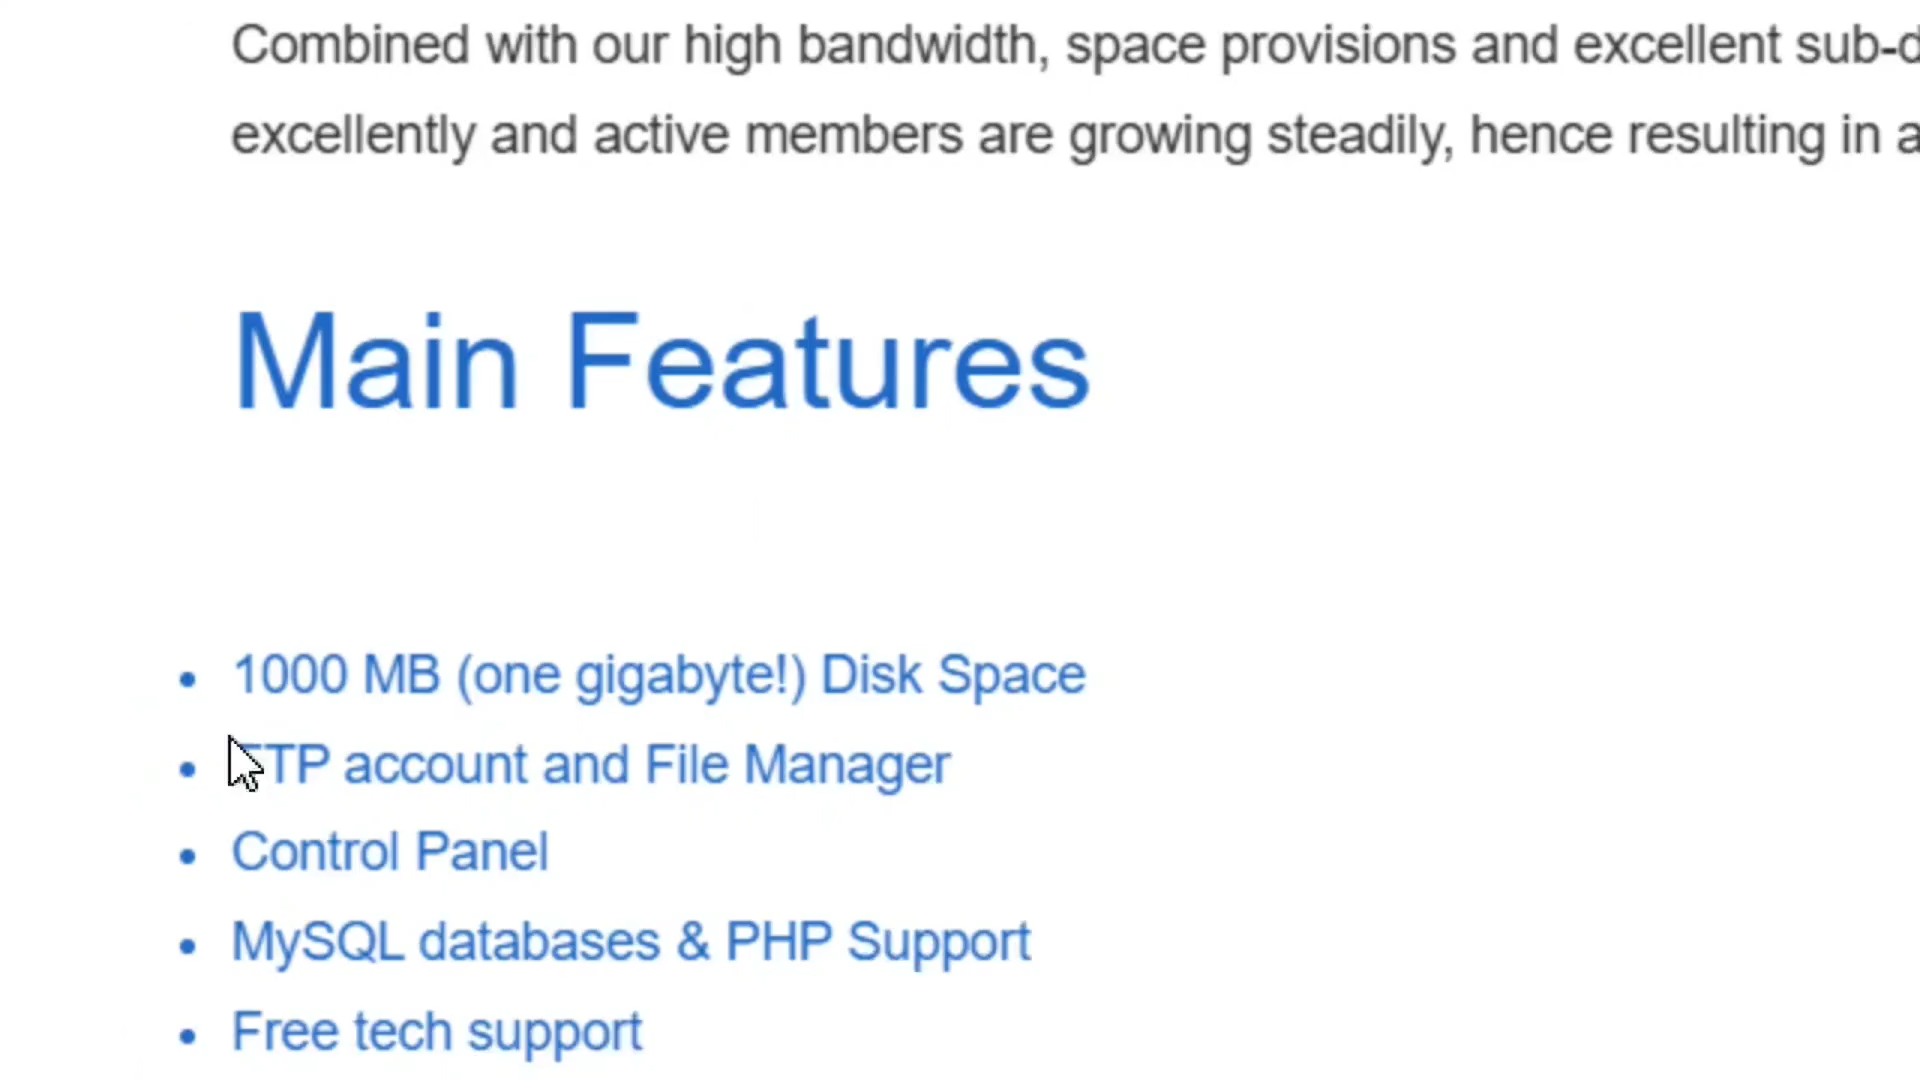 Combined with our high bandwidth, space provisions and excellent sub-d
excellently and active members are growing steadily, hence resulting in a
Main Features
• 1000 MB (one gigabyte!) Disk Space
• FTP account and File Manager
• Control Panel
• MySQL databases & PHP Support
• Free tech support